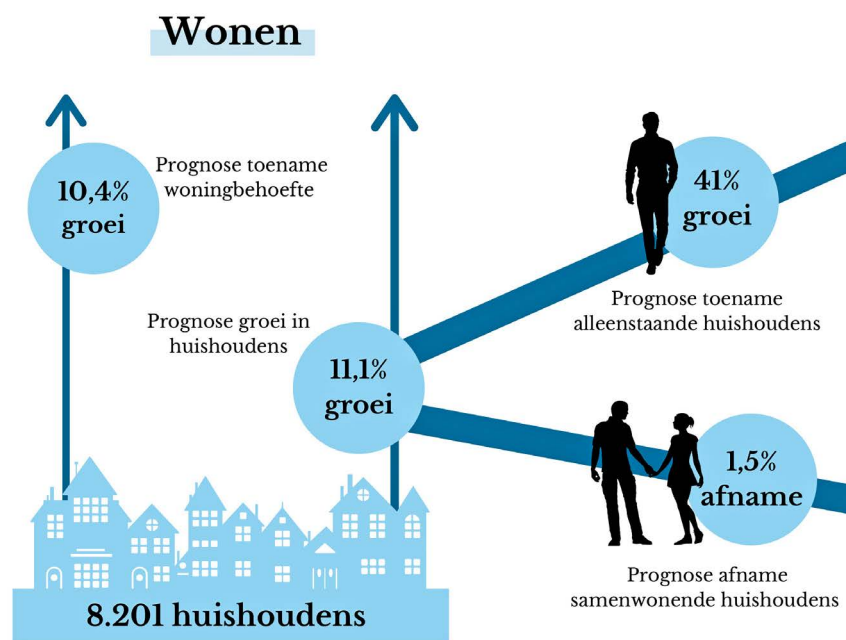 Wonen
10,4%
groei
Prognose toename
woningbehoefte
Prognose groei in
huishoudens
11,1%
groei
41%
groei
Prognose toename
alleenstaande huishoudens
1,5%
afname
Prognose afname
samenwonende huishoudens
8.201 huishoudens